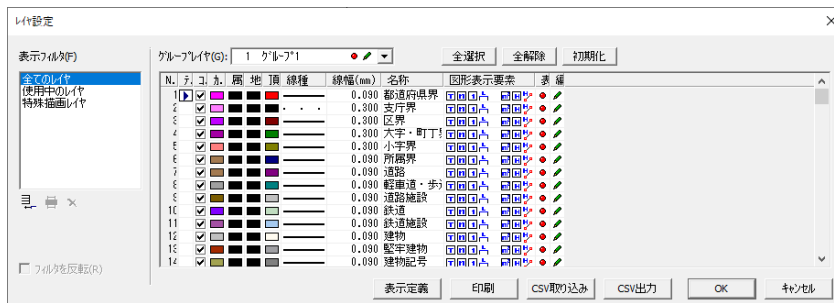 レイヤ設定
表示フィルタ(F)
グループレイヤ(G): 1 グループ1 全選択 全解除 初期化
全てのレイヤ
使用中のレイヤ
特殊描画レイヤ
N. テ. コ. カ. 属 地 頂 線種 線幅(mm) 名称 図形表示要素 表 編
1 0.090 都道府県界
2 0.300 支庁界
3 0.300 区界
4 0.300 大字・町丁
5 0.300 小字界
6 0.090 所属界
7 0.090 道路
8 0.090 軽車道・歩
9 0.090 道路施設
10 0.090 鉄道
11 0.090 鉄道施設
12 0.090 建物
13 0.090 堅牢建物
14 0.090 建物記号
フィルタを反転(R)
表示定義 印刷 CSV取り込み CSV出力 OK キャンセル